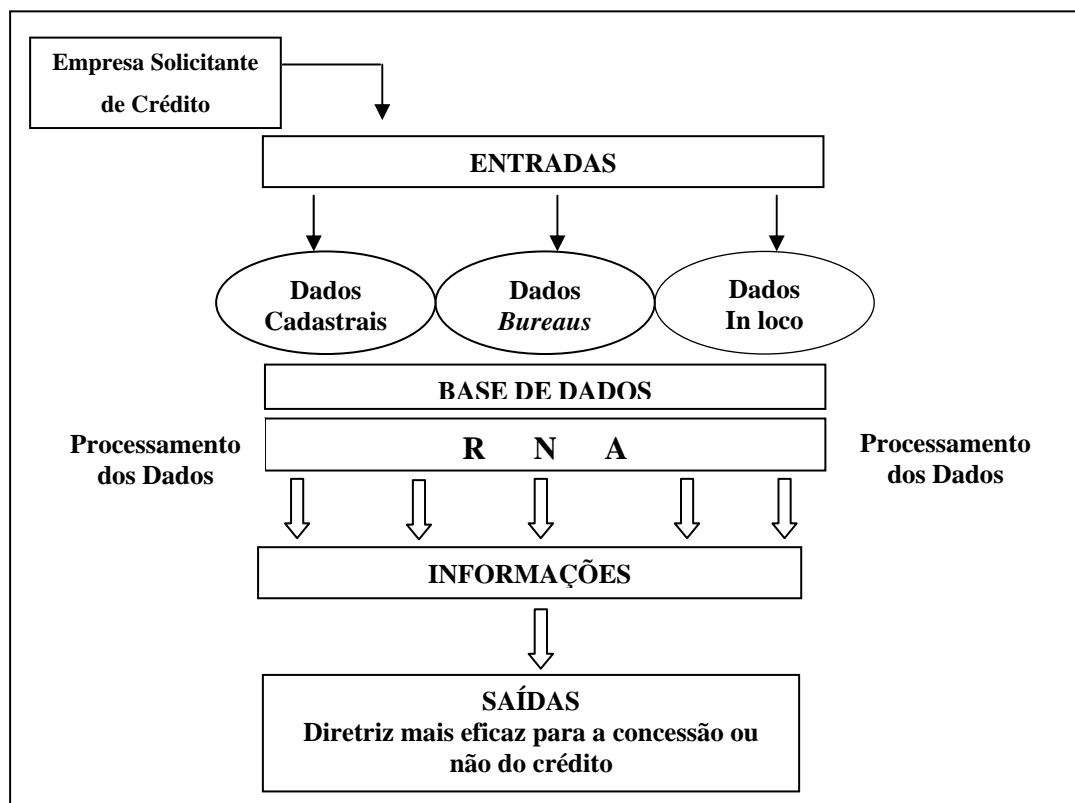 Empresa Solicitante
de Crédito
ENTRADAS
Dados
Cadastrais
Dados
Bureaus
Dados
In loco
BASE DE DADOS
Processamento
dos Dados
R N A
Processamento
dos Dados
INFORMAÇÕES
SAÍDAS
Diretriz mais eficaz para a concessão ou
não do crédito